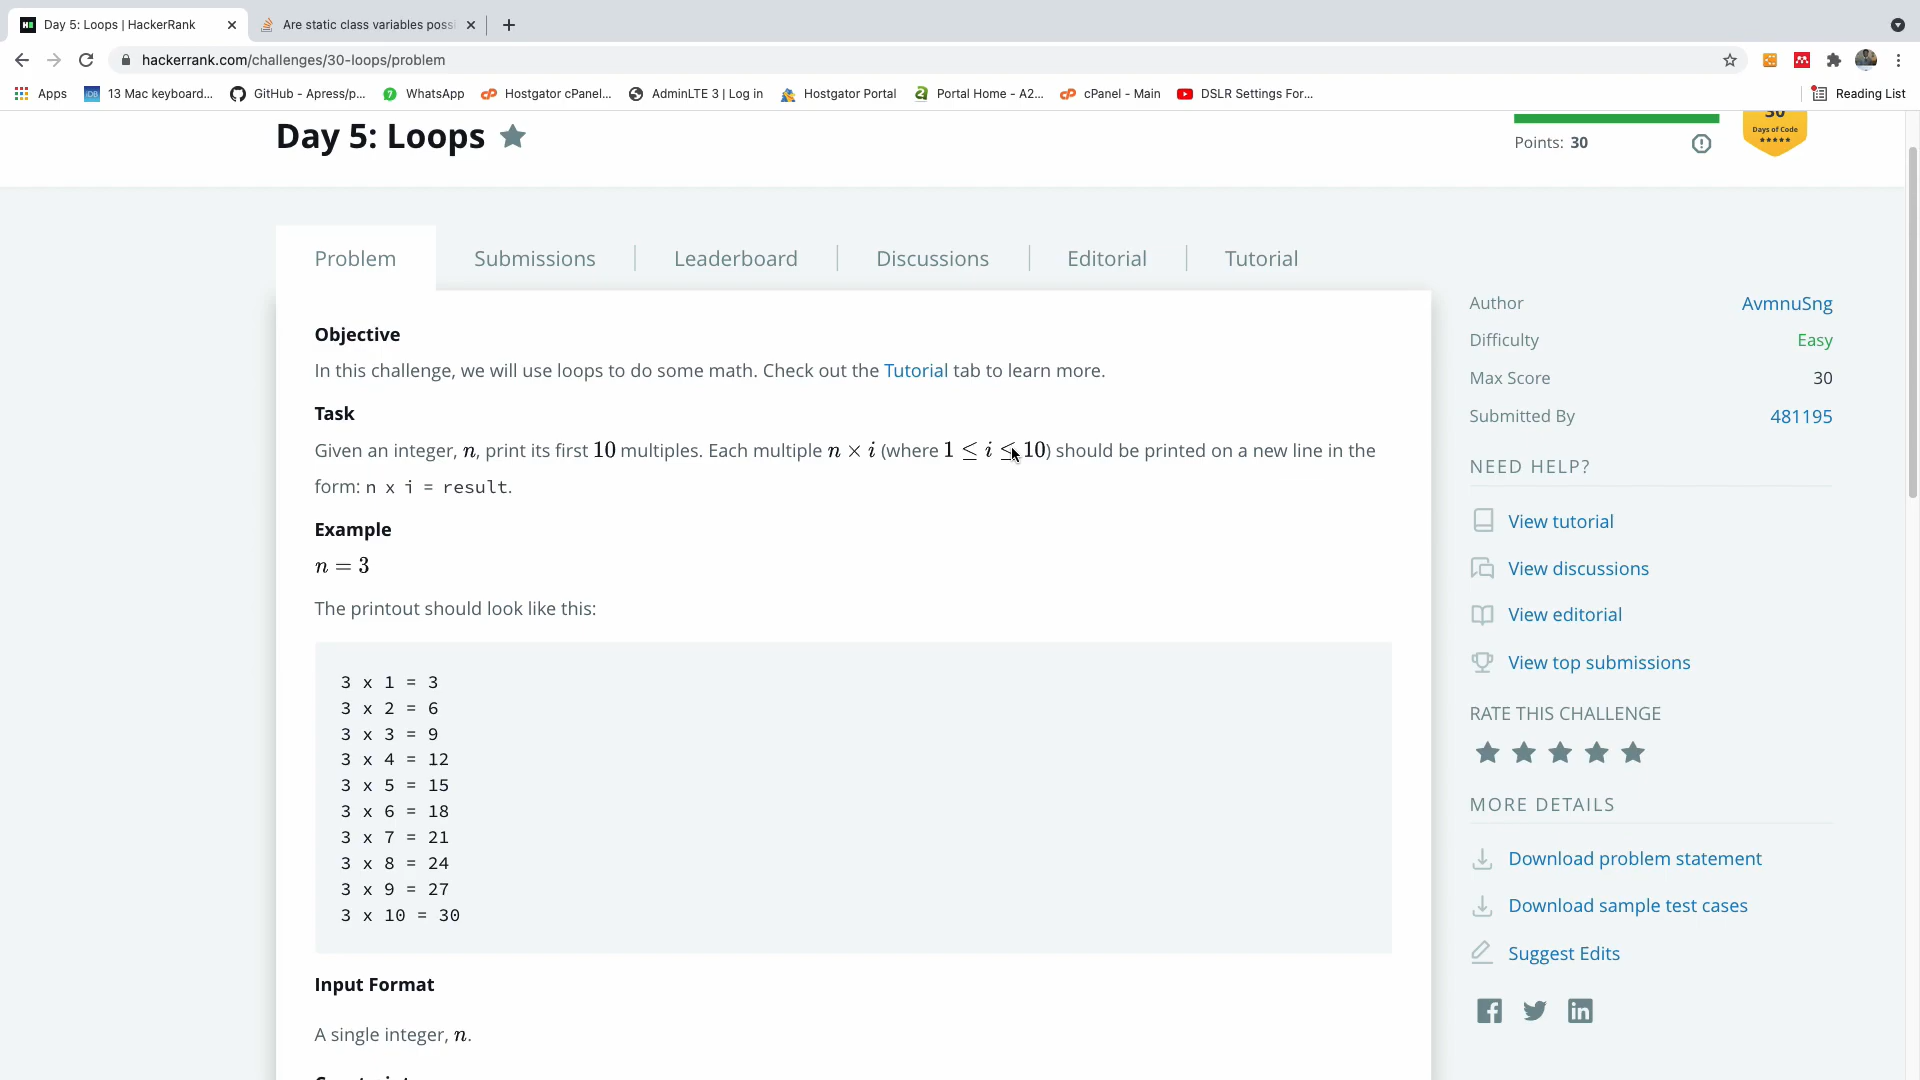 Day 5: Loops | HackerRank
Are static class variables possi
hackerrank.com/challenges/30-loops/problem
Apps
13 Mac keyboard...
GitHub - Apress/p...
WhatsApp
Hostgator cPanel...
AdminLTE 3 | Log in
Hostgator Portal
Portal Home - A2...
cPanel - Main
DSLR Settings For...
Reading List
Day 5: Loops
Points: 30
30
Days of Code
Problem
Submissions
Leaderboard
Discussions
Editorial
Tutorial
Objective
In this challenge, we will use loops to do some math. Check out the Tutorial tab to learn more.
Task
Given an integer, n, print its first 10 multiples. Each multiple n × i (where 1 ≤ i ≤ 10) should be printed on a new line in the
form: n x i = result.
Example
n = 3
The printout should look like this:
3 x 1 = 3
3 x 2 = 6
3 x 3 = 9
3 x 4 = 12
3 x 5 = 15
3 x 6 = 18
3 x 7 = 21
3 x 8 = 24
3 x 9 = 27
3 x 10 = 30
Input Format
A single integer, n.
Author AvmnuSng
Difficulty Easy
Max Score 30
Submitted By 481195
NEED HELP?
View tutorial
View discussions
View editorial
View top submissions
RATE THIS CHALLENGE
MORE DETAILS
Download problem statement
Download sample test cases
Suggest Edits